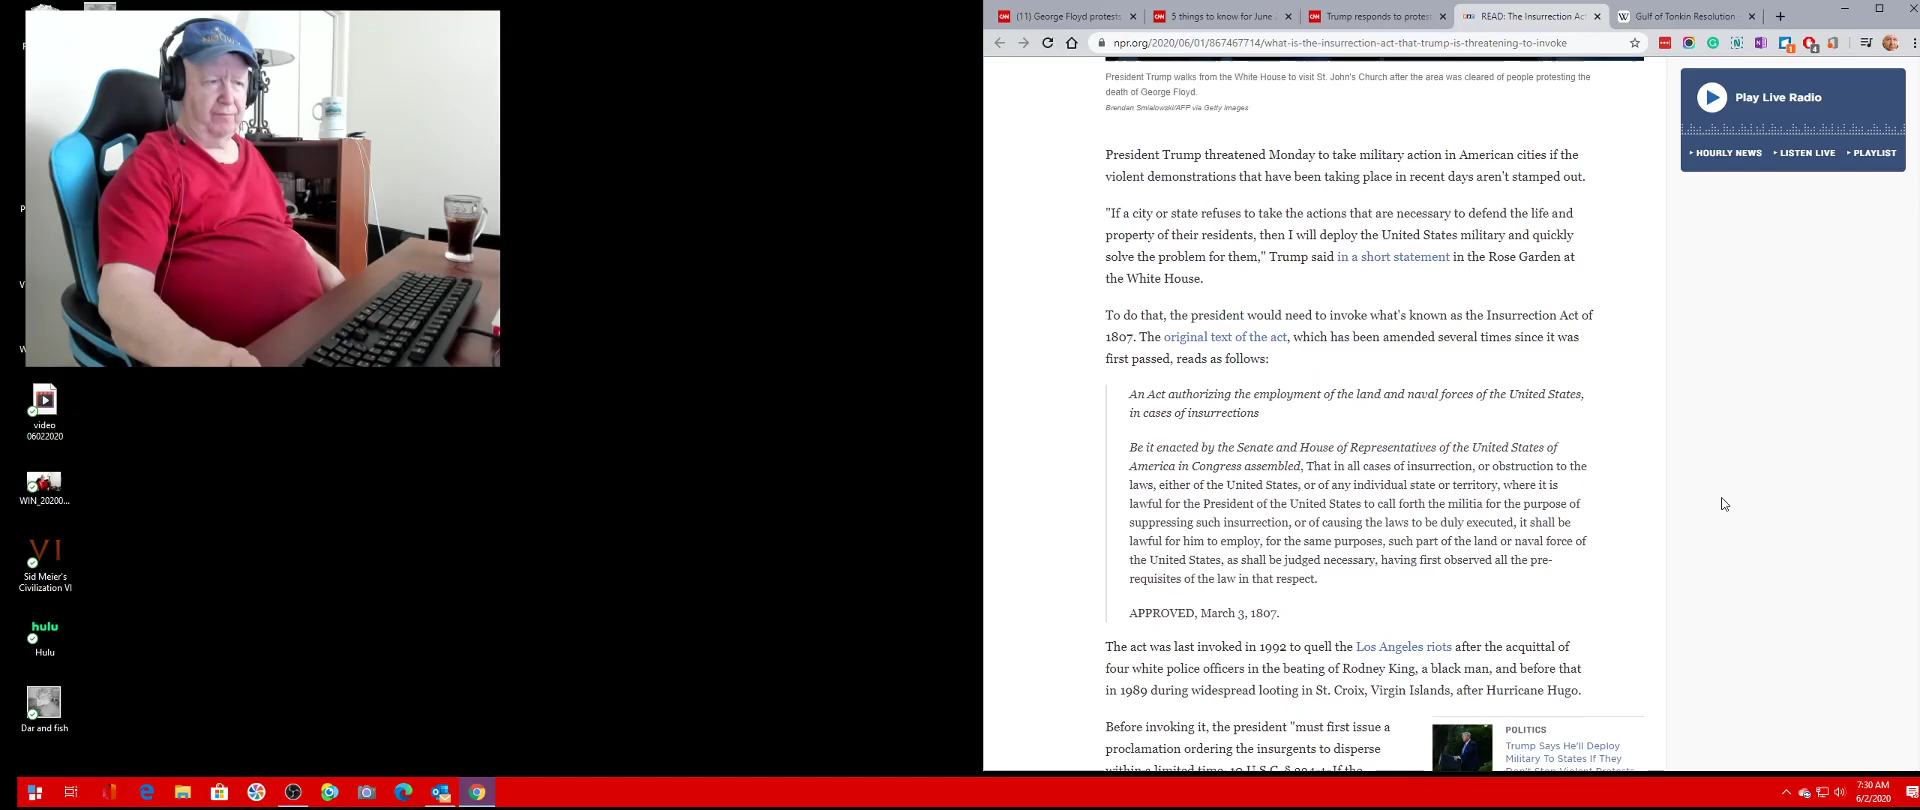 (11) George Floyd protests
5 things to know for June
Trump responds to protest
READ: The Insurrection Act
Gulf of Tonkin Resolution -
npr.org/2020/06/01/867467714/what-is-the-insurrection-act-that-trump-is-threatening-to-invoke
President Trump walks from the White House to visit St. John's Church after the area was cleared of people protesting the
death of George Floyd.
Brendan Smialowski/AFP via Getty Images
Play Live Radio
HOURLY NEWS
LISTEN LIVE
PLAYLIST
President Trump threatened Monday to take military action in American cities if the
violent demonstrations that have been taking place in recent days aren't stamped out.
"If a city or state refuses to take the actions that are necessary to defend the life and
property of their residents, then I will deploy the United States military and quickly
solve the problem for them," Trump said in a short statement in the Rose Garden at
the White House.
To do that, the president would need to invoke what's known as the Insurrection Act of
1807. The original text of the act, which has been amended several times since it was
first passed, reads as follows:
An Act authorizing the employment of the land and naval forces of the United States,
in cases of insurrections
Be it enacted by the Senate and House of Representatives of the United States of
America in Congress assembled, That in all cases of insurrection, or obstruction to the
laws, either of the United States, or of any individual state or territory, where it is
lawful for the President of the United States to call forth the militia for the purpose of
suppressing such insurrection, or of causing the laws to be duly executed, it shall be
lawful for him to employ, for the same purposes, such part of the land or naval force of
the United States, as shall be judged necessary, having first observed all the pre-
requisites of the law in that respect.
APPROVED, March 3, 1807.
The act was last invoked in 1992 to quell the Los Angeles riots after the acquittal of
four white police officers in the beating of Rodney King, a black man, and before that
in 1989 during widespread looting in St. Croix, Virgin Islands, after Hurricane Hugo.
Before invoking it, the president "must first issue a
proclamation ordering the insurgents to disperse
within a limited time, 10 U.S.C. § 334.1. If the
POLITICS
Trump Says He'll Deploy
Military To States If They
Don't Stop Violent Protests
video
06022020
WIN_20200...
VI
Sid Meier's
Civilization VI
hulu
Hulu
Dar and fish
7:30 AM
6/2/2020